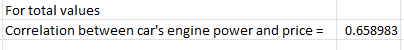 For total values
Correlation between car's engine power and price = 0.658983